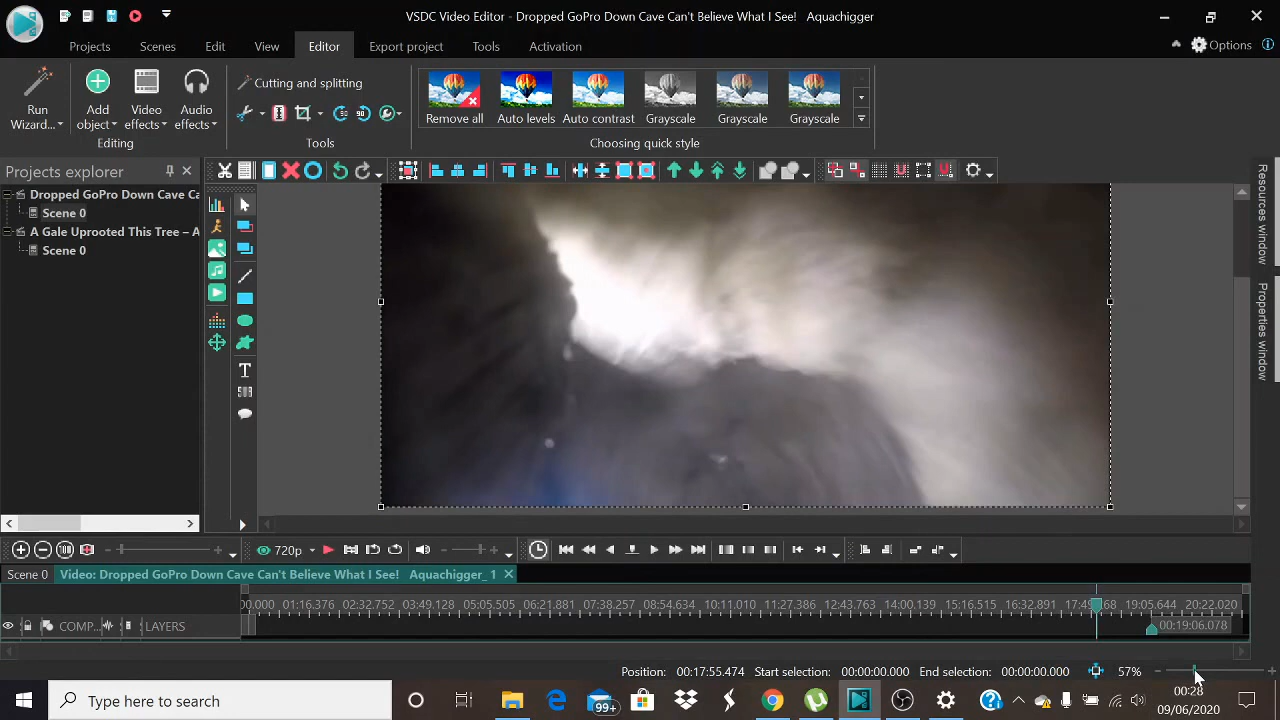 VSDC Video Editor - Dropped GoPro Down Cave Can't Believe What I See! Aquachigger
Projects Scenes Edit View Editor Export project Tools Activation
Options
Run Wizard...
Add object
Video effects
Audio effects
Editing
Cutting and splitting
Tools
Remove all
Auto levels
Auto contrast
Grayscale
Grayscale
Grayscale
Choosing quick style
Projects explorer
Dropped GoPro Down Cave Ca
Scene 0
A Gale Uprooted This Tree – A
Scene 0
Resources window
Properties window
T
720p
Scene 0 Video: Dropped GoPro Down Cave Can't Believe What I See! Aquachigger_ 1
00.000 01:16.376 02:32.752 03:49.128 05:05.505 06:21.881 07:38.257 08:54.634 10:11.010 11:27.386 12:43.763 14:00.139 15:16.515 16:32.891 19:05.644 20:22.020
COMP... LAYERS
00:19:06.078
Position: 00:17:55.474 Start selection: 00:00:00.000 End selection: 00:00:00.000 57%
Type here to search
99+
00:28
09/06/2020